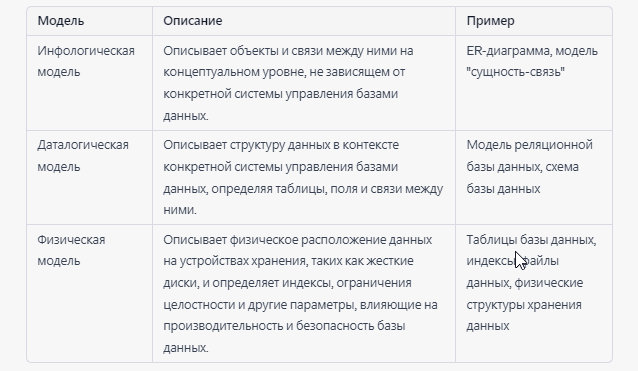 Модель Описание Пример
Инфологическая модель
Описывает объекты и связи между ними на
концептуальном уровне, не зависящем от
конкретной системы управления базами
данных.
ER-диаграмма, модель
"сущность-связь"
Даталогическая
модель
Описывает структуру данных в контексте
конкретной системы управления базами
данных, определяя таблицы, поля и связи между
ними.
Модель реляционной
базы данных, схема
базы данных
Физическая
модель
Описывает физическое расположение данных
на устройствах хранения, таких как жесткие
диски, и определяет индексы, ограничения
целостности и другие параметры, влияющие на
производительность и безопасность базы
данных.
Таблицы базы данных,
индексы, файлы
данных, физические
структуры хранения
данных